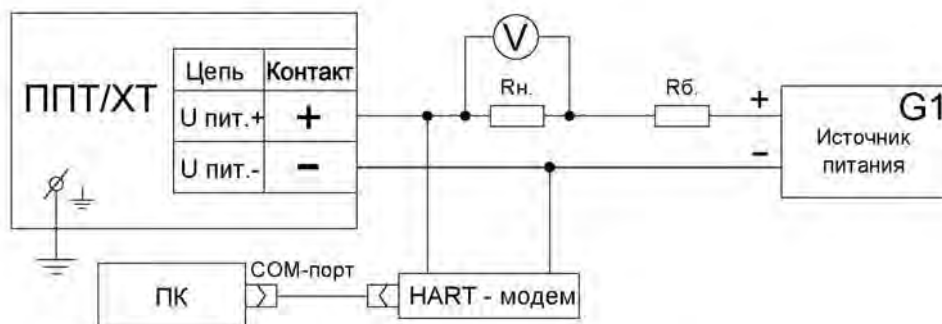 V
Rн.
Rб.
ППТ/ХТ
Цепь Контакт
U пит.+ +
U пит.- −
+
−
G1
Источник
питания
COM-порт
ПК
HART - модем